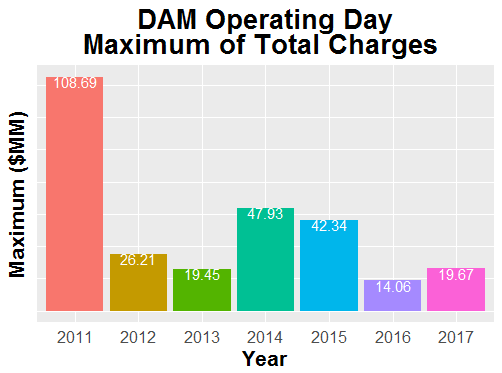 DAM Operating Day
Maximum of Total Charges
Maximum ($MM)
108.69
26.21
19.45
47.93
42.34
14.06
19.67
2011 2012 2013 2014 2015 2016 2017
Year